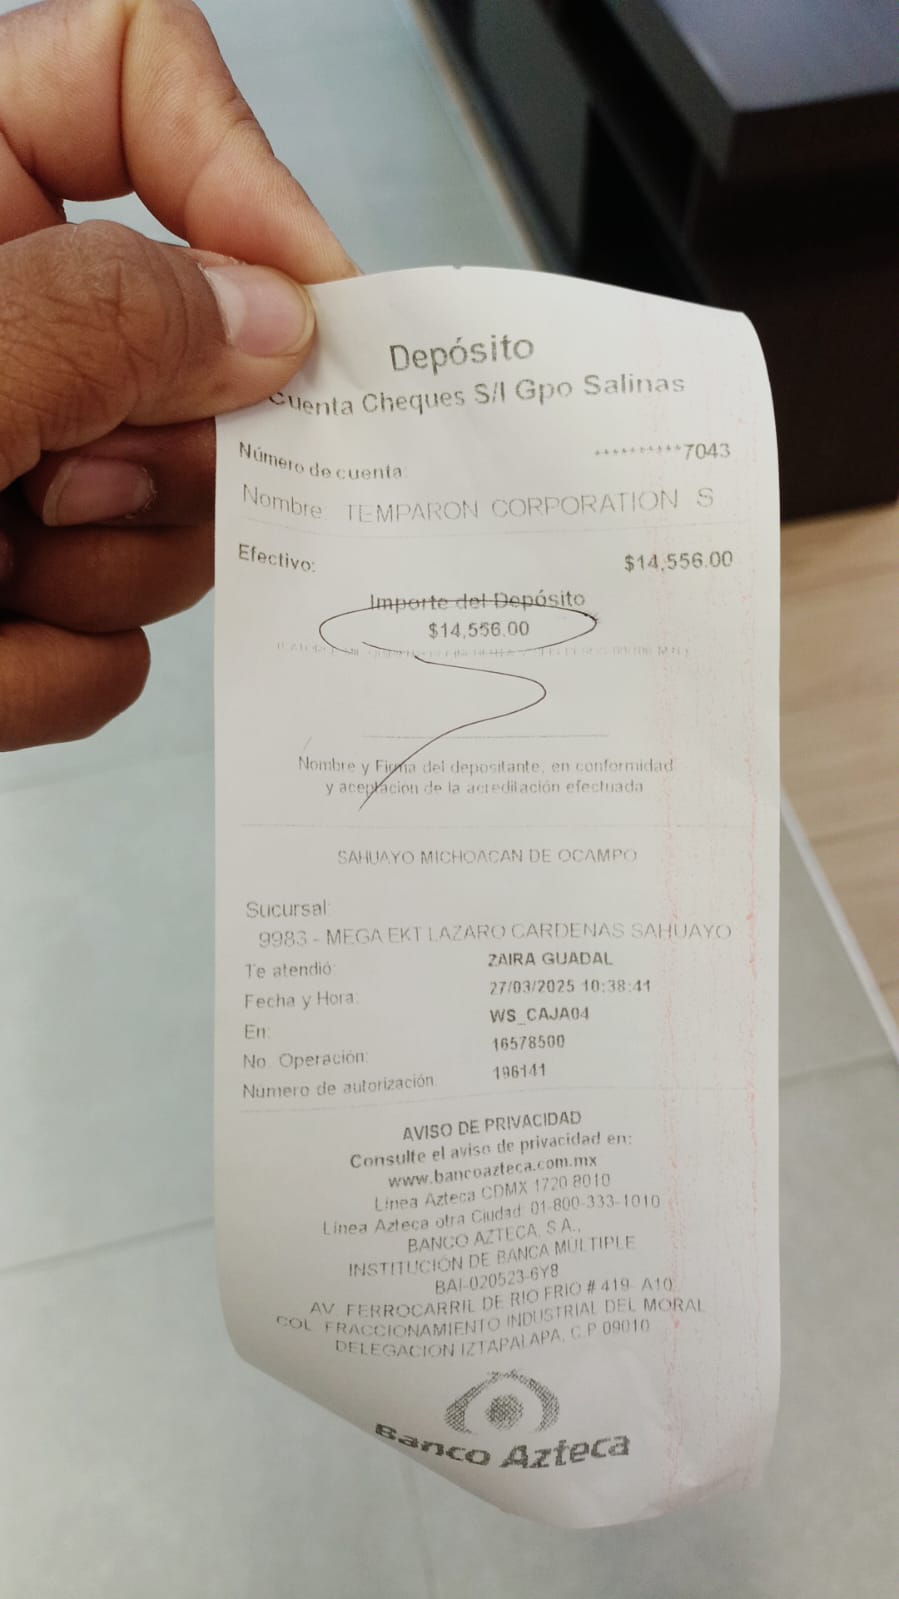 Depósito
Cuenta Cheques S/I Gpo Salinas
Número de cuenta: **********7043
Nombre: TEMPARON CORPORATION S
Efectivo: $14,556.00
Importe del Depósito
$14,556.00
Nombre y Firma del depositante, en conformidad
y aceptación de la acreditación efectuada
SAHUAYO MICHOACAN DE OCAMPO
Sucursal:
9983 - MEGA EKT LAZARO CARDENAS SAHUAYO
Te atendió: ZAIRA GUADAL
Fecha y Hora: 27/03/2025 10:38:41
En: WS_CAJA04
No. Operación: 16578500
Número de autorización: 196141
AVISO DE PRIVACIDAD
Consulte el aviso de privacidad en:
www.bancoazteca.com.mx
Línea Azteca CDMX 1720 8010
Línea Azteca otra Ciudad: 01-800-333-1010
BANCO AZTECA, S.A.,
INSTITUCIÓN DE BANCA MULTIPLE
BAI-020523-6Y8
AV. FERROCARRIL DE RIO FRIO # 419- A10
COL. FRACCIONAMIENTO INDUSTRIAL DEL MORAL
DELEGACION IZTAPALAPA, C.P 09010
Banco Azteca